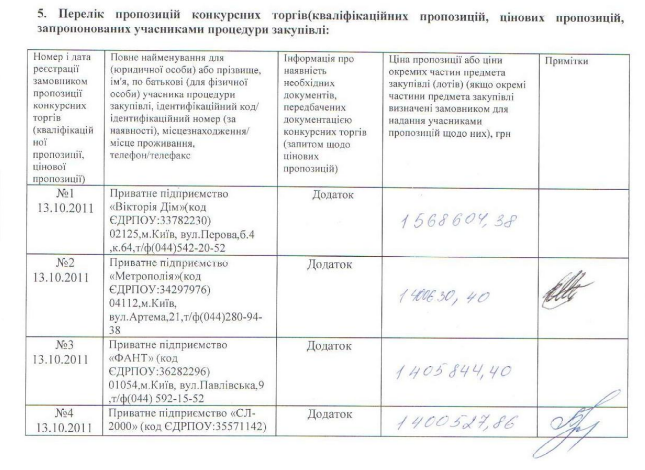 5. Перелік пропозицій конкурсних торгів(кваліфікаційних пропозицій, цінових пропозицій,
запропонованих учасниками процедури закупівлі:
Номер і дата
реєстрації
замовником
пропозиції
конкурсних
торгів
(кваліфікацій
ної
пропозиції,
цінової
пропозиції)
Повне найменування для
(юридичної особи) або прізвище,
ім'я, по батькові (для фізичної
особи) учасника процедури
закупівлі, ідентифікаційний код/
ідентифікаційний номер (за
наявності), місцезнаходження/
місце проживання,
телефон/телефакс
Інформація про
наявність
необхідних
документів,
передбачених
документацією
конкурсних торгів
(запитом щодо
цінових
пропозицій)
Ціна пропозиції або ціни
окремих частин предмета
закупівлі (лотів) (якщо окремі
частини предмета закупівлі
визначені замовником для
надання учасниками
пропозицій щодо них), грн
Примітки
№1
13.10.2011
Приватне підприємство
«Вікторія Дім»(код
ЄДРПОУ:33782230)
02125,м.Київ, вул.Перова,б.4
,к.64,т/ф(044)542-20-52
Додаток
1568604,38
№2
13.10.2011
Приватне підприємство
«Метрополія»(код
ЄДРПОУ:34297976)
04112,м.Київ,
вул.Артема,21,т/ф(044)280-94-
38
Додаток
№3
13.10.2011
Приватне підприємство
«ФАНТ» (код
ЄДРПОУ:36282296)
01054,м.Київ, вул.Павлівська,9
,т/ф(044) 592-15-52
Додаток
1405844,40
№4
13.10.2011
Приватне підприємство «СЛ-
2000» (код ЄДРПОУ:35571142)
Додаток
1400527,86